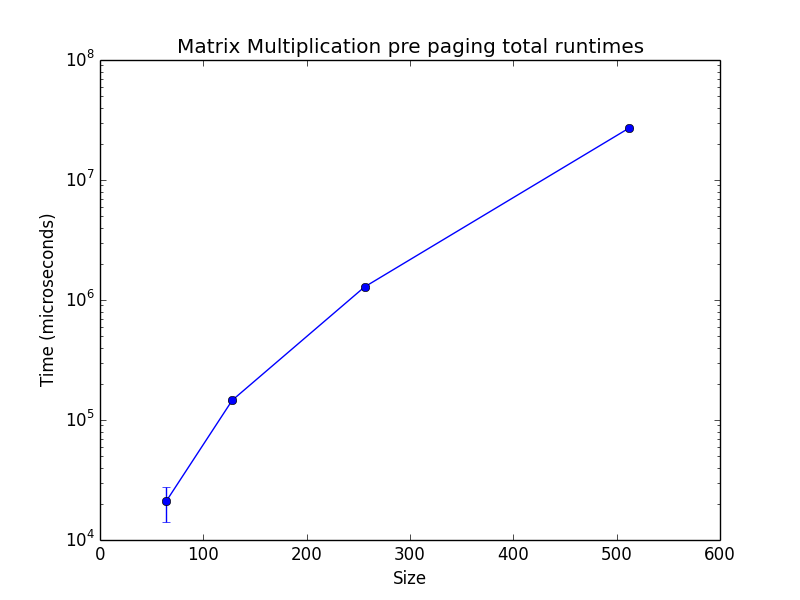 Matrix Multiplication pre paging total runtimes
10^8
10^7
10^6
10^5
10^4
Time (microseconds)
0 100 200 300 400 500 600
Size